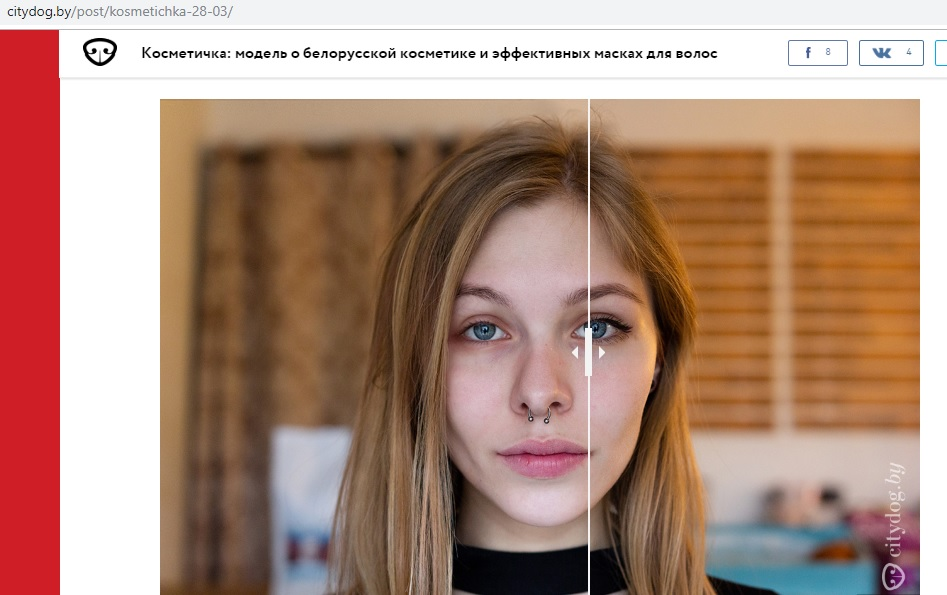 citydog.by/post/kosmetichka-28-03/
Косметичка: модель о белорусской косметике и эффективных масках для волос
8
4
citydog.by